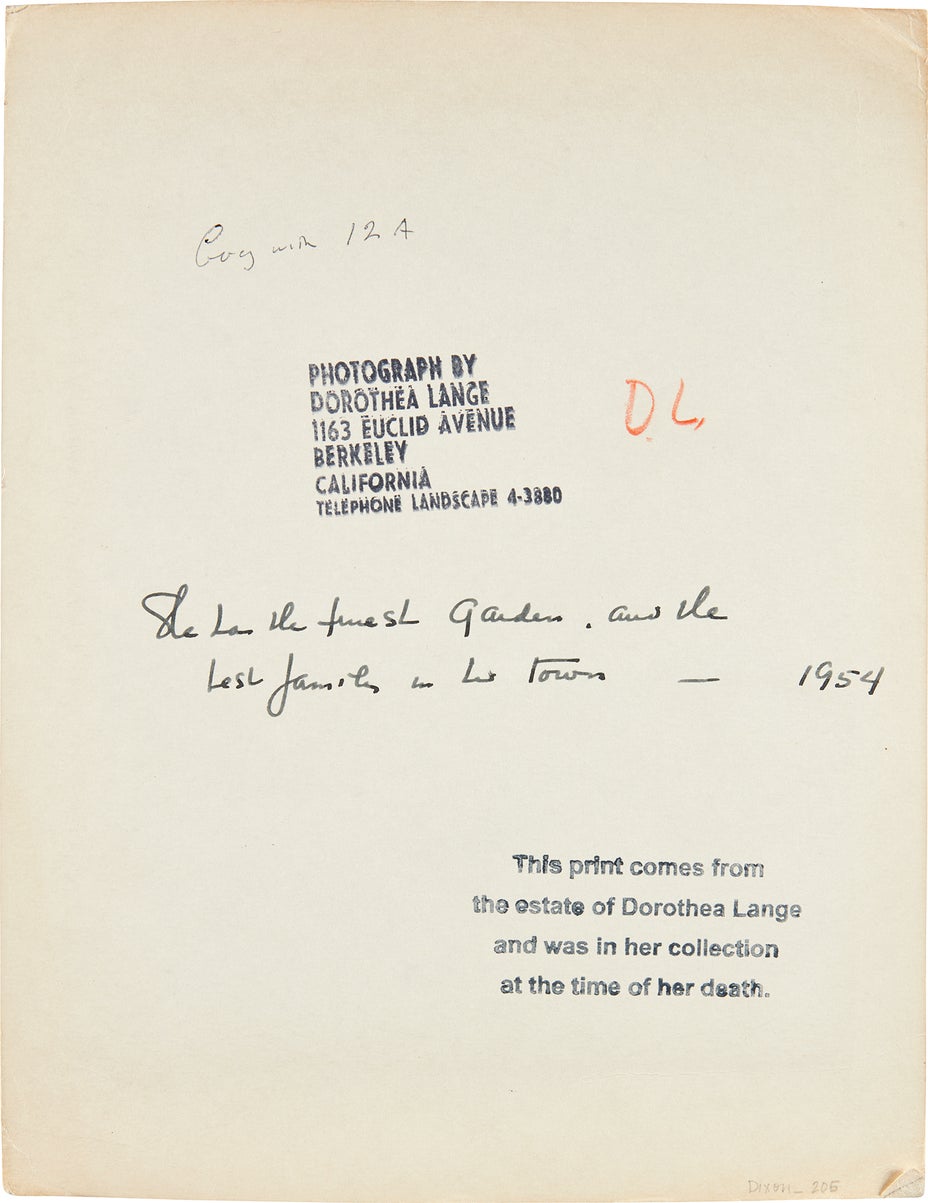 with 12 A
PHOTOGRAPH BY
DOROTHEA LANGE
1163 EUCLID AVENUE
BERKELEY
CALIFORNIA
TELEPHONE LANDSCAPE 4-3880
D.L.
She has the finest Garden, and the
best family in her town — 1954
This print comes from
the estate of Dorothea Lange
and was in her collection
at the time of her death.
Dixon_205